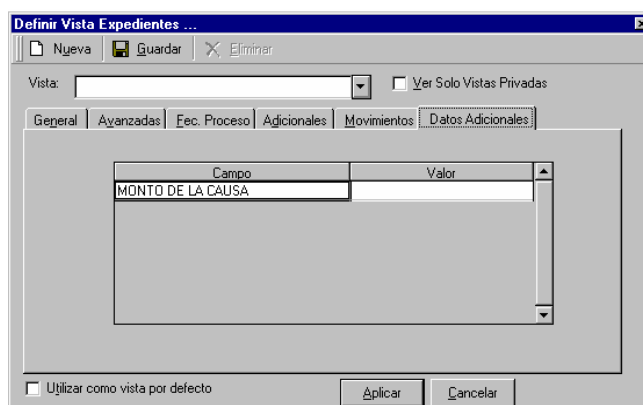 Definir Vista Expedientes ...
Nueva Guardar Eliminar
Vista: Ver Solo Vistas Privadas
General Avanzadas Fec. Proceso Adicionales Movimientos Datos Adicionales
Campo Valor
MONTO DE LA CAUSA
Utilizar como vista por defecto Aplicar Cancelar